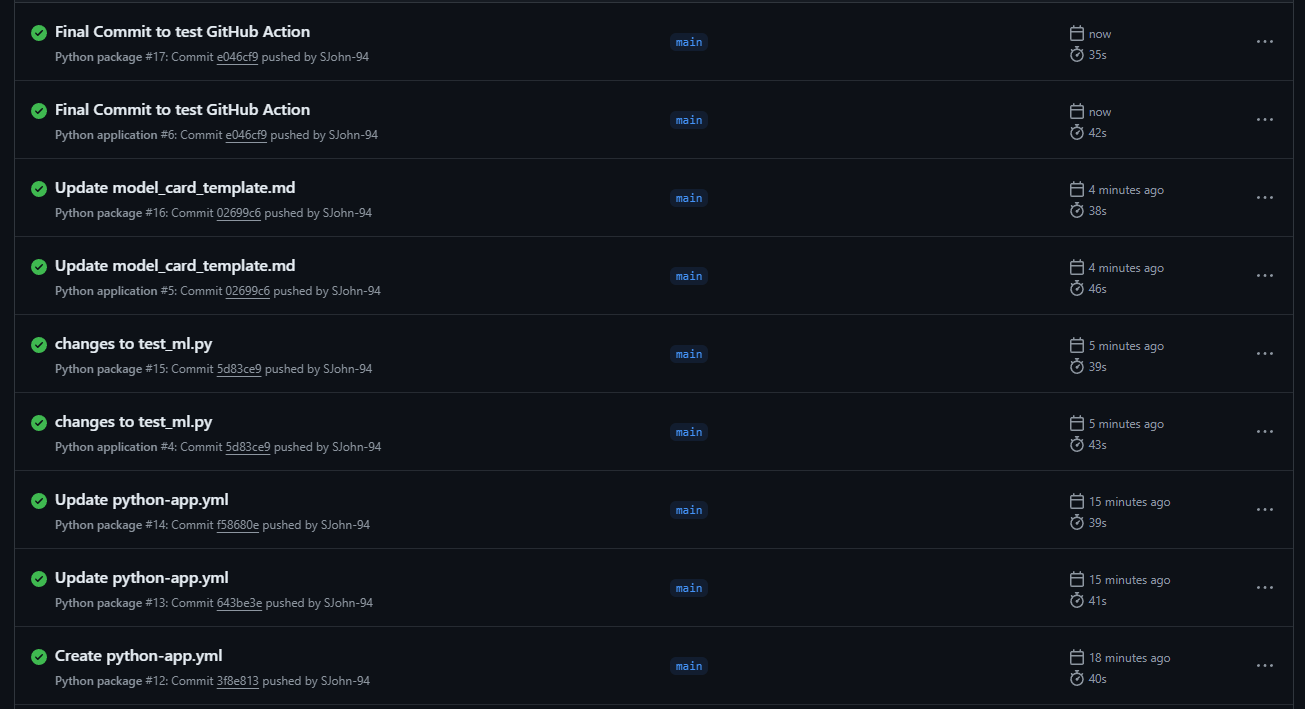 Final Commit to test GitHub Action
Python package #17: Commit e046cf9 pushed by SJohn-94
main
now
35s
Final Commit to test GitHub Action
Python application #6: Commit e046cf9 pushed by SJohn-94
main
now
42s
Update model_card_template.md
Python package #16: Commit 02699c6 pushed by SJohn-94
main
4 minutes ago
38s
Update model_card_template.md
Python application #5: Commit 02699c6 pushed by SJohn-94
main
4 minutes ago
46s
changes to test_ml.py
Python package #15: Commit 5d83ce9 pushed by SJohn-94
main
5 minutes ago
39s
changes to test_ml.py
Python application #4: Commit 5d83ce9 pushed by SJohn-94
main
5 minutes ago
43s
Update python-app.yml
Python package #14: Commit f58680e pushed by SJohn-94
main
15 minutes ago
39s
Update python-app.yml
Python package #13: Commit 643be3e pushed by SJohn-94
main
15 minutes ago
41s
Create python-app.yml
Python package #12: Commit 3f8e813 pushed by SJohn-94
main
18 minutes ago
40s